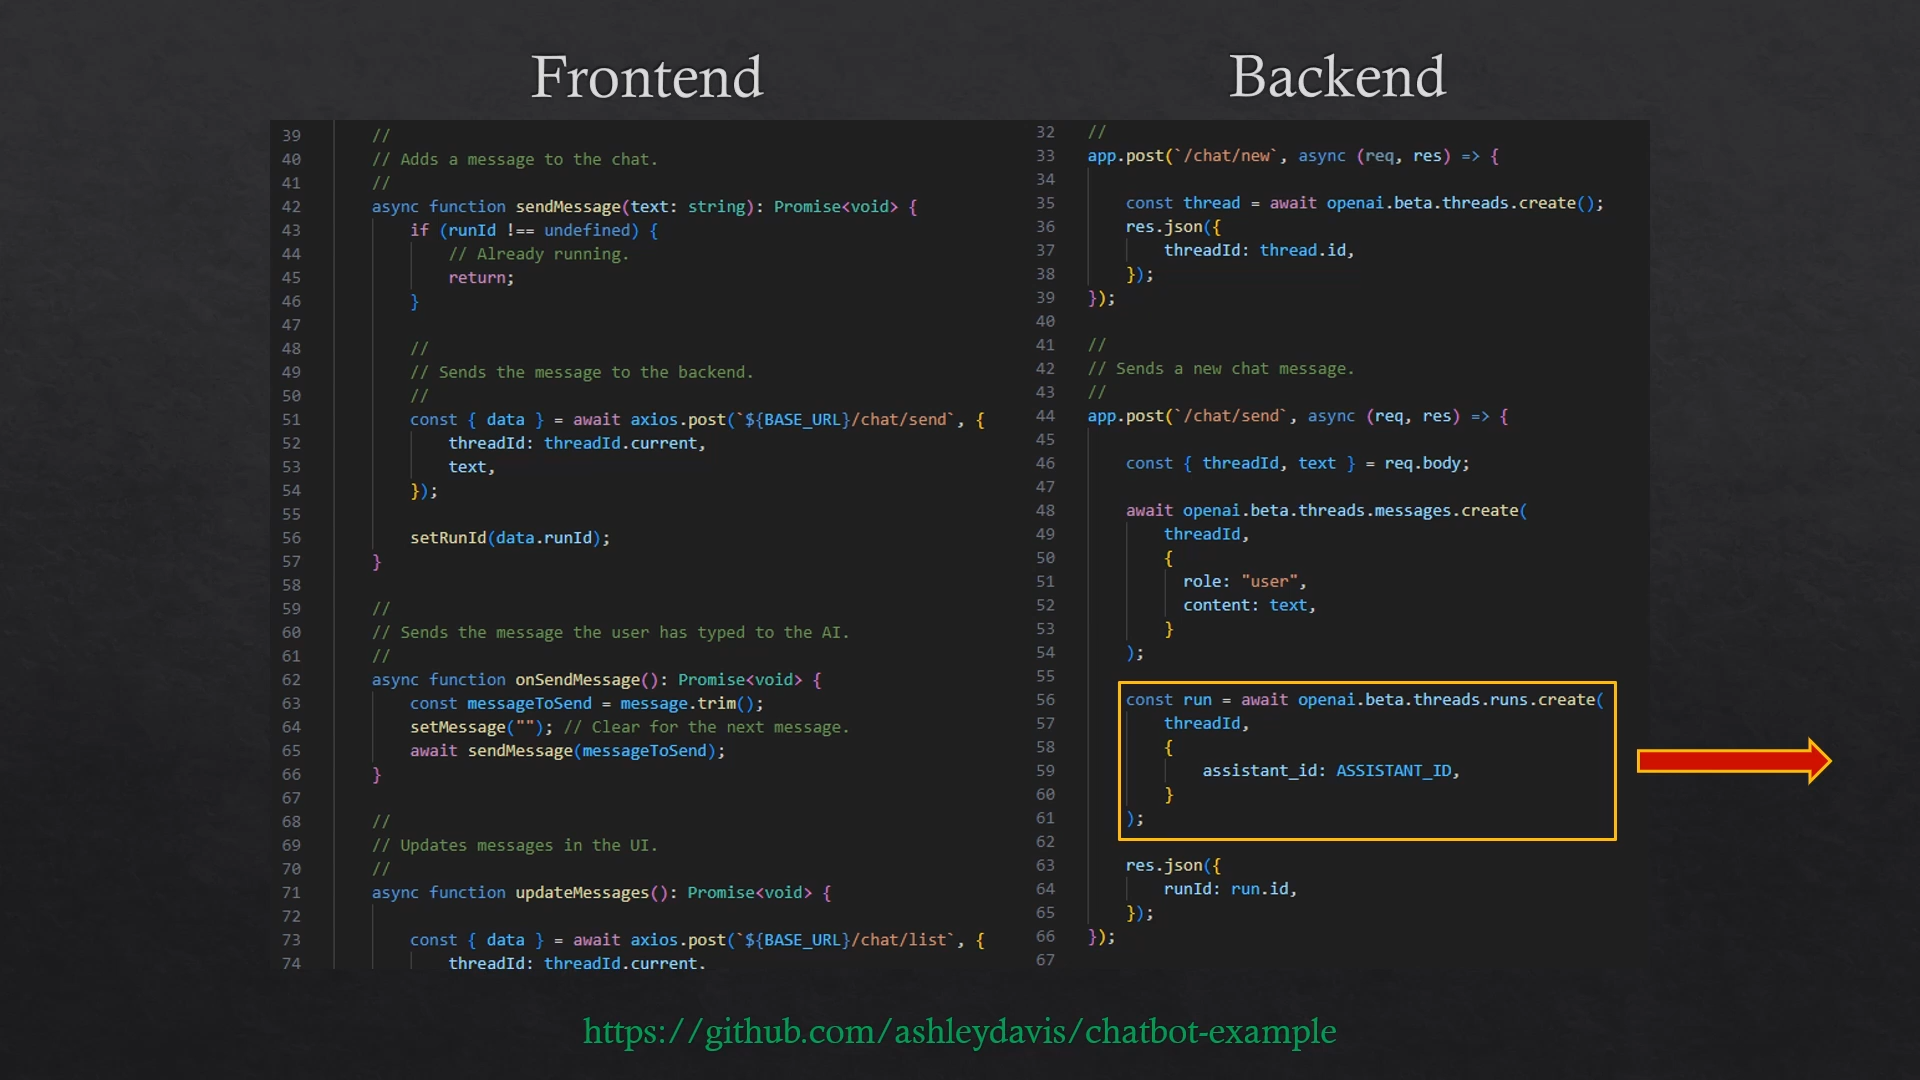 Frontend
39 //
40 // Adds a message to the chat.
41 //
42 async function sendMessage(text: string): Promise<void> {
43 if (runId !== undefined) {
44 // Already running.
45 return;
46 }
47
48 //
49 // Sends the message to the backend.
50 //
51 const { data } = await axios.post(`${BASE_URL}/chat/send`, {
52 threadId: threadId.current,
53 text,
54 });
55
56 setRunId(data.runId);
57 }
58
59 //
60 // Sends the message the user has typed to the AI.
61 //
62 async function onSendMessage(): Promise<void> {
63 const messageToSend = message.trim();
64 setMessage(""); // Clear for the next message.
65 await sendMessage(messageToSend);
66 }
67
68 //
69 // Updates messages in the UI.
70 //
71 async function updateMessages(): Promise<void> {
72
73 const { data } = await axios.post(`${BASE_URL}/chat/list`, {
74 threadId: threadId.current,
Backend
32 //
33 app.post(`/chat/new`, async (req, res) => {
34
35 const thread = await openai.beta.threads.create();
36 res.json({
37 threadId: thread.id,
38 });
39 });
40
41 //
42 // Sends a new chat message.
43 //
44 app.post(`/chat/send`, async (req, res) => {
45
46 const { threadId, text } = req.body;
47
48 await openai.beta.threads.messages.create(
49 threadId,
50 {
51 role: "user",
52 content: text,
53 }
54 );
55
56 const run = await openai.beta.threads.runs.create(
57 threadId,
58 {
59 assistant_id: ASSISTANT_ID,
60 }
61 );
62
63 res.json({
64 runId: run.id,
65 });
66 });
67
https://github.com/ashleydavis/chatbot-example